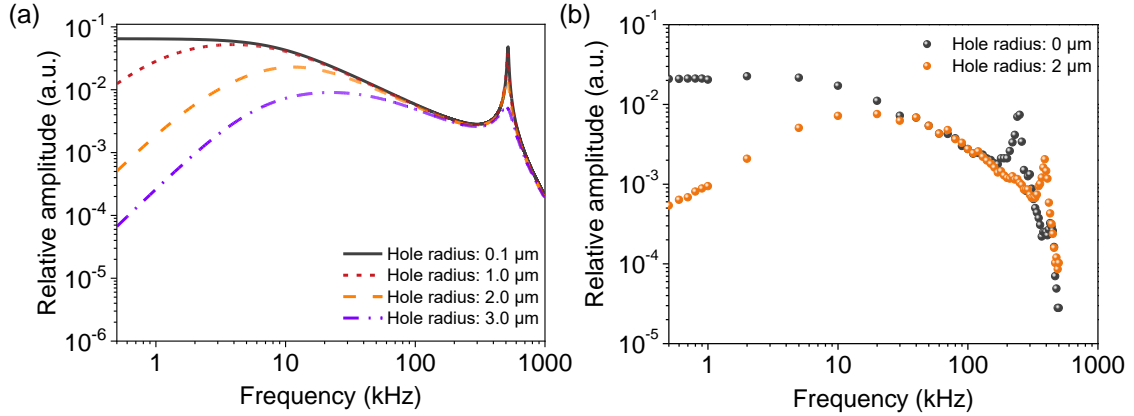 (a)
Relative amplitude (a.u.)
10⁻¹
10⁻²
10⁻³
10⁻⁴
10⁻⁵
10⁻⁶
Hole radius: 0.1 µm
Hole radius: 1.0 µm
Hole radius: 2.0 µm
Hole radius: 3.0 µm
1 10 100 1000
Frequency (kHz)
(b)
Relative amplitude (a.u.)
10⁰
10⁻¹
10⁻²
10⁻³
10⁻⁴
10⁻⁵
Hole radius: 0 µm
Hole radius: 2 µm
1 10 100 1000
Frequency (kHz)